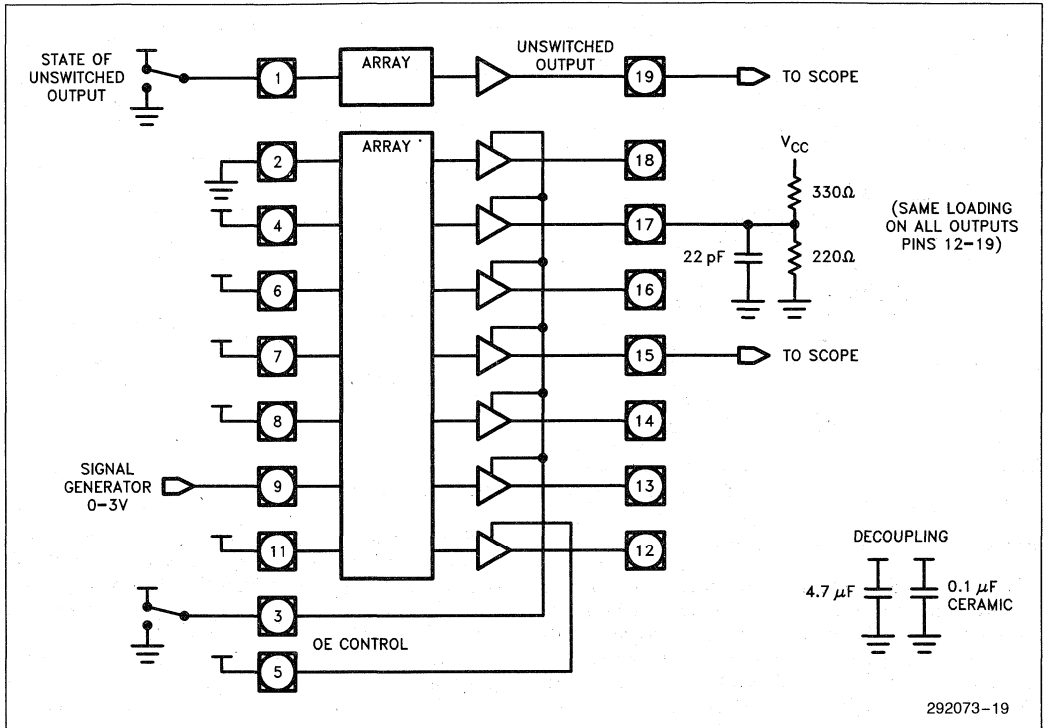 STATE OF
UNSWITCHED
OUTPUT
1
ARRAY
UNSWITCHED
OUTPUT
19
TO SCOPE
2
ARRAY
18
VCC
330Ω
4
17
(SAME LOADING
ON ALL OUTPUTS
PINS 12-19)
22 pF
220Ω
6
16
7
15
TO SCOPE
8
14
SIGNAL
GENERATOR
0-3V
9
13
11
12
DECOUPLING
4.7 μF
0.1 μF
CERAMIC
3
OE CONTROL
5
292073-19